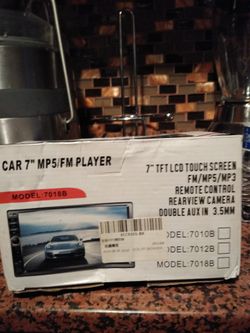 CAR 7" MP5/FM PLAYER
MODEL:7018B
7" TFT LCD TOUCH SCREEN
FM/MP5/MP3
REMOTE CONTROL
REARVIEW CAMERA
DOUBLE AUX IN 3.5MM
MODEL:7010B
MODEL:7012B
MODEL:7018B